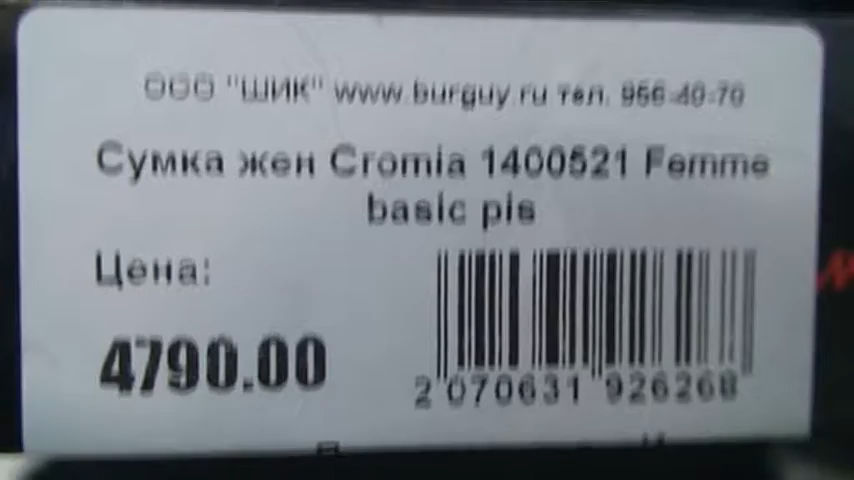 ООО "ШИК" www.burguy.ru тел. 956-40-70
Сумка жен Cromia 1400521 Femme
basic pis
Цена:
4790.00
2 070631 926268